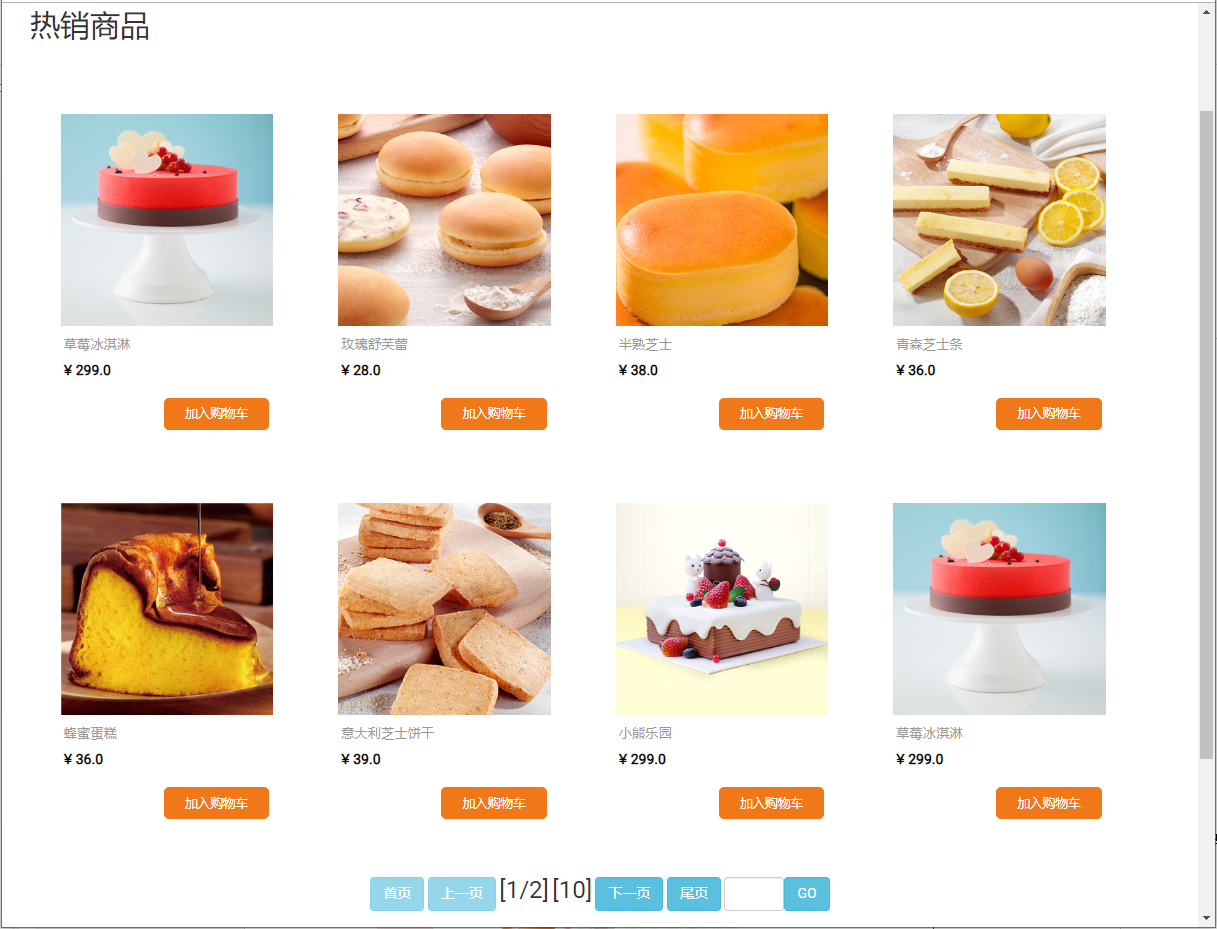 热销商品
草莓冰淇淋 玫瑰舒芙蕾 半熟芝士 青森芝士条
¥ 299.0 ¥ 28.0 ¥ 38.0 ¥ 36.0
加入购物车 加入购物车 加入购物车 加入购物车
蜂蜜蛋糕 意大利芝士饼干 小熊乐园 草莓冰淇淋
¥ 36.0 ¥ 39.0 ¥ 299.0 ¥ 299.0
加入购物车 加入购物车 加入购物车 加入购物车
首页 上一页 [1/2] [10] 下一页 尾页 GO